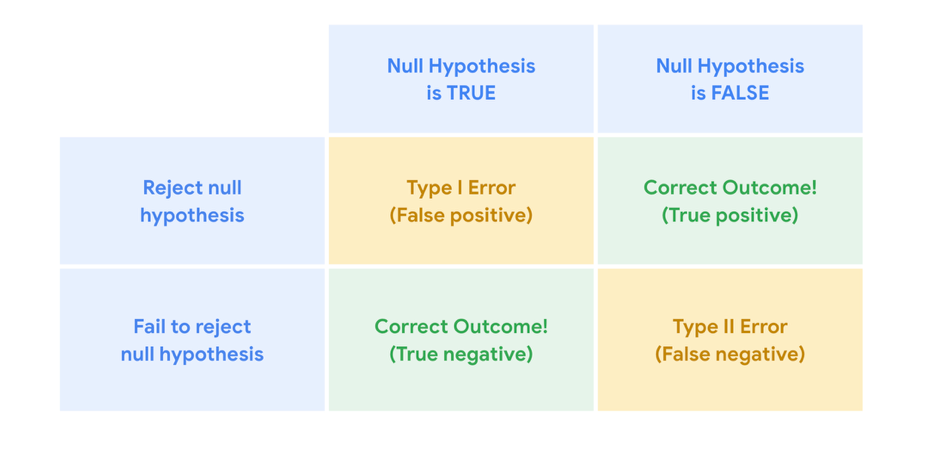 Null Hypothesis
is TRUE
Null Hypothesis
is FALSE
Reject null
hypothesis
Type I Error
(False positive)
Correct Outcome!
(True positive)
Fail to reject
null hypothesis
Correct Outcome!
(True negative)
Type II Error
(False negative)